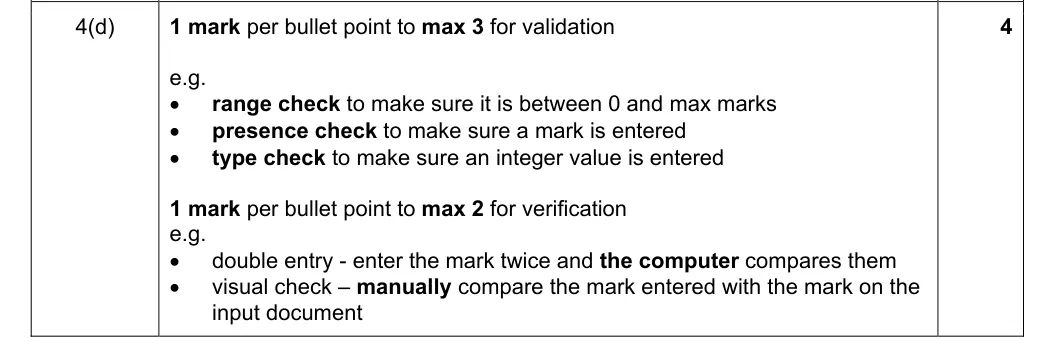 4(d)
1 mark per bullet point to max 3 for validation
4
e.g.
• range check to make sure it is between 0 and max marks
• presence check to make sure a mark is entered
• type check to make sure an integer value is entered
1 mark per bullet point to max 2 for verification
e.g.
• double entry - enter the mark twice and the computer compares them
• visual check – manually compare the mark entered with the mark on the
input document